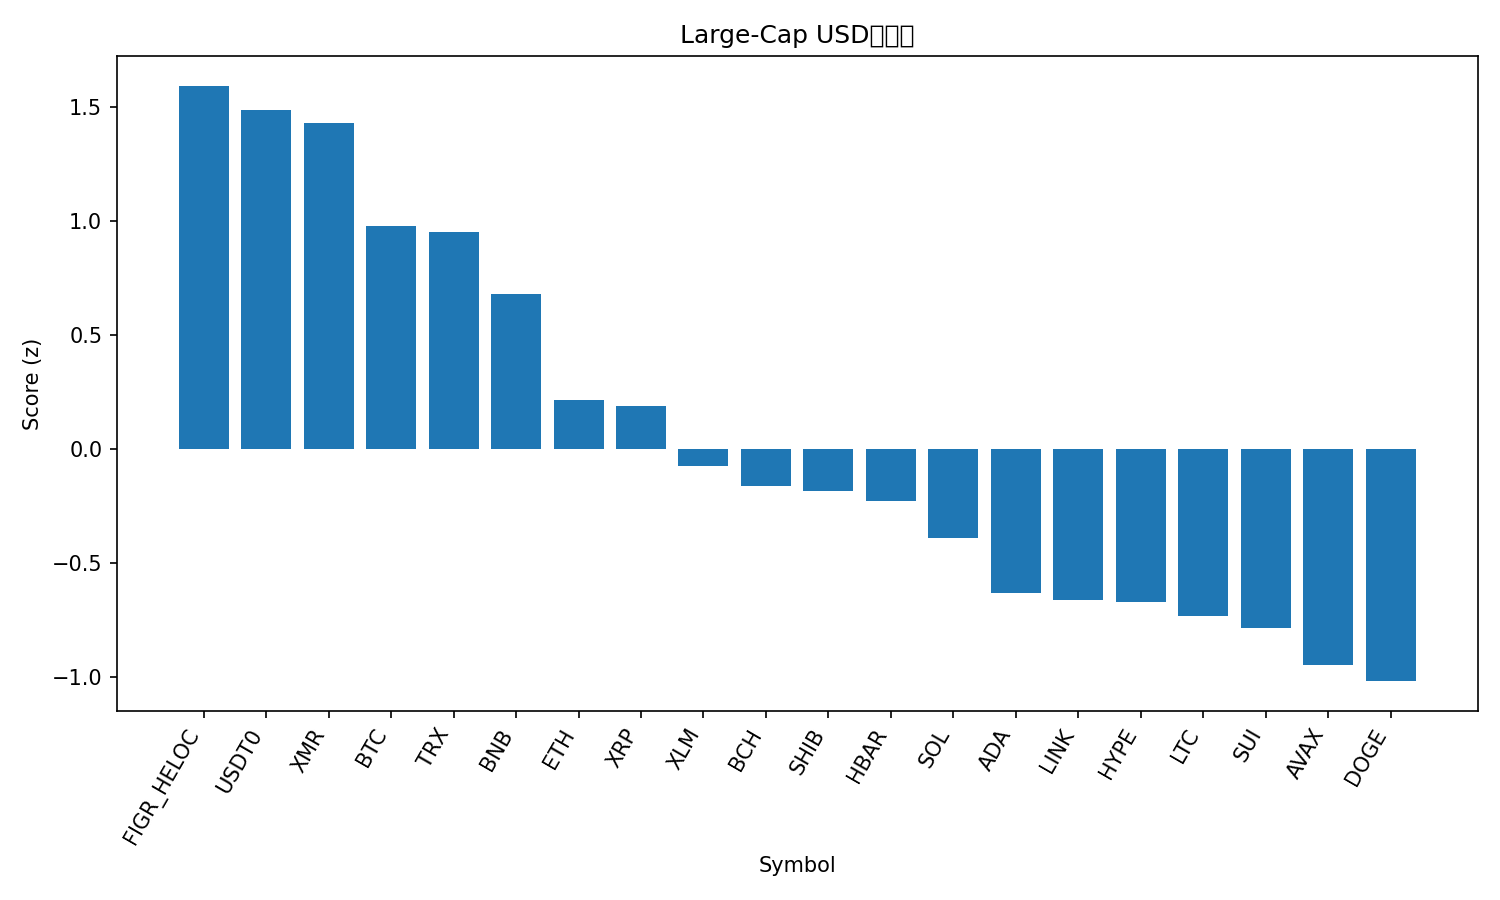 Large-Cap USD
Score (z)
1.5
1.0
0.5
0.0
−0.5
−1.0
FIGR_HELOC
USDT0
XMR
BTC
TRX
BNB
ETH
XRP
XLM
BCH
SHIB
HBAR
SOL
ADA
LINK
HYPE
LTC
SUI
AVAX
DOGE
Symbol